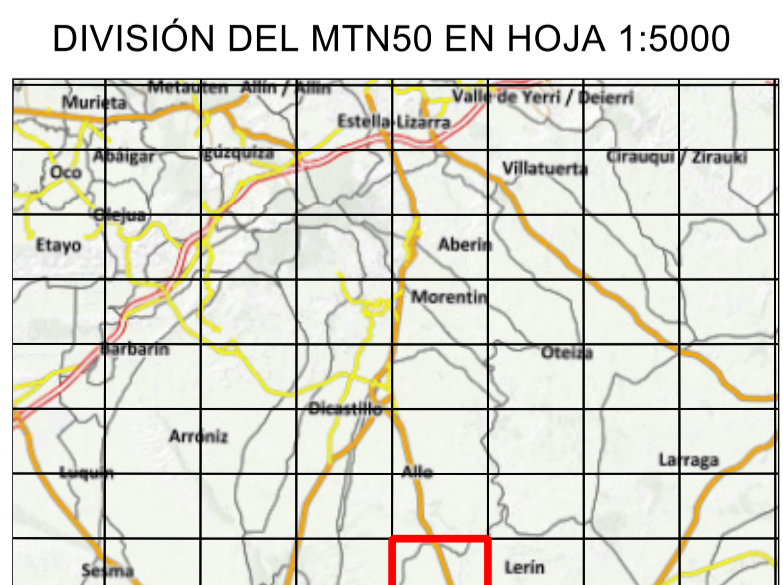 DIVISIÓN DEL MTN50 EN HOJA 1:5000
Metauten Allín / Allin
Murieta
Valle de Yerri / Deierri
Estella-Lizarra
Abáigar
Igúzquiza
Cirauqui / Zirauki
Oco
Villatuerta
Olejua
Etayo
Aberin
Morentin
Barbarin
Oteiza
Dicastillo
Arróniz
Larraga
Luquin
Allo
Lerín
Sesma